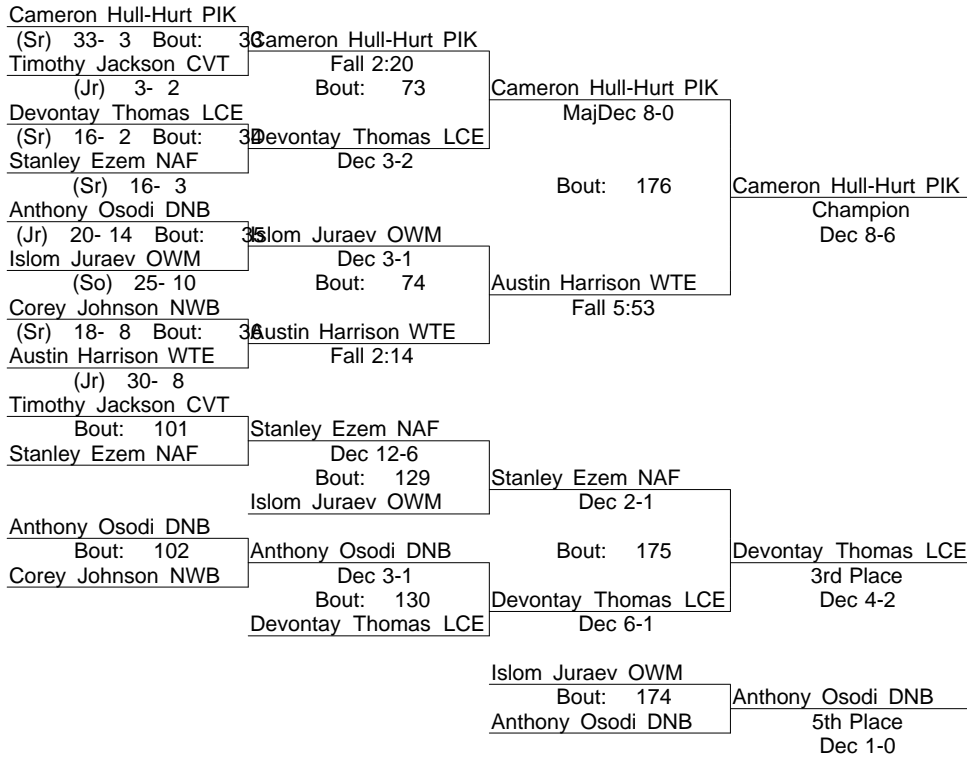 Cameron Hull-Hurt PIK
(Sr) 33- 3 Bout: 33
Cameron Hull-Hurt PIK
Timothy Jackson CVT
Fall 2:20
(Jr) 3- 2
Bout: 73
Cameron Hull-Hurt PIK
Devontay Thomas LCE
MajDec 8-0
(Sr) 16- 2 Bout: 34
Devontay Thomas LCE
Stanley Ezem NAF
Dec 3-2
(Sr) 16- 3
Bout: 176
Cameron Hull-Hurt PIK
Anthony Osodi DNB
Champion
(Jr) 20- 14 Bout: 35
Islom Juraev OWM
Dec 8-6
Islom Juraev OWM
Dec 3-1
(So) 25- 10
Bout: 74
Austin Harrison WTE
Corey Johnson NWB
Fall 5:53
(Sr) 18- 8 Bout: 36
Austin Harrison WTE
Austin Harrison WTE
Fall 2:14
(Jr) 30- 8
Timothy Jackson CVT
Bout: 101
Stanley Ezem NAF
Stanley Ezem NAF
Dec 12-6
Bout: 129
Stanley Ezem NAF
Islom Juraev OWM
Dec 2-1
Anthony Osodi DNB
Bout: 102
Anthony Osodi DNB
Bout: 175
Devontay Thomas LCE
Corey Johnson NWB
Dec 3-1
3rd Place
Bout: 130
Devontay Thomas LCE
Dec 4-2
Devontay Thomas LCE
Dec 6-1
Islom Juraev OWM
Bout: 174
Anthony Osodi DNB
Anthony Osodi DNB
5th Place
Dec 1-0